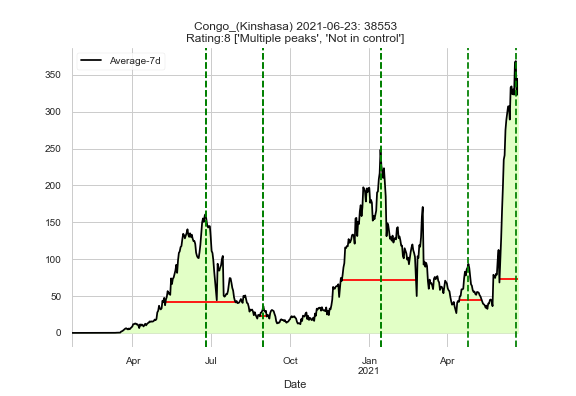 Congo_(Kinshasa) 2021-06-23: 38553
Rating:8 ['Multiple peaks', 'Not in control']
Average-7d
350
300
250
200
150
100
50
0
Apr
Jul
Oct
Jan
2021
Apr
Date